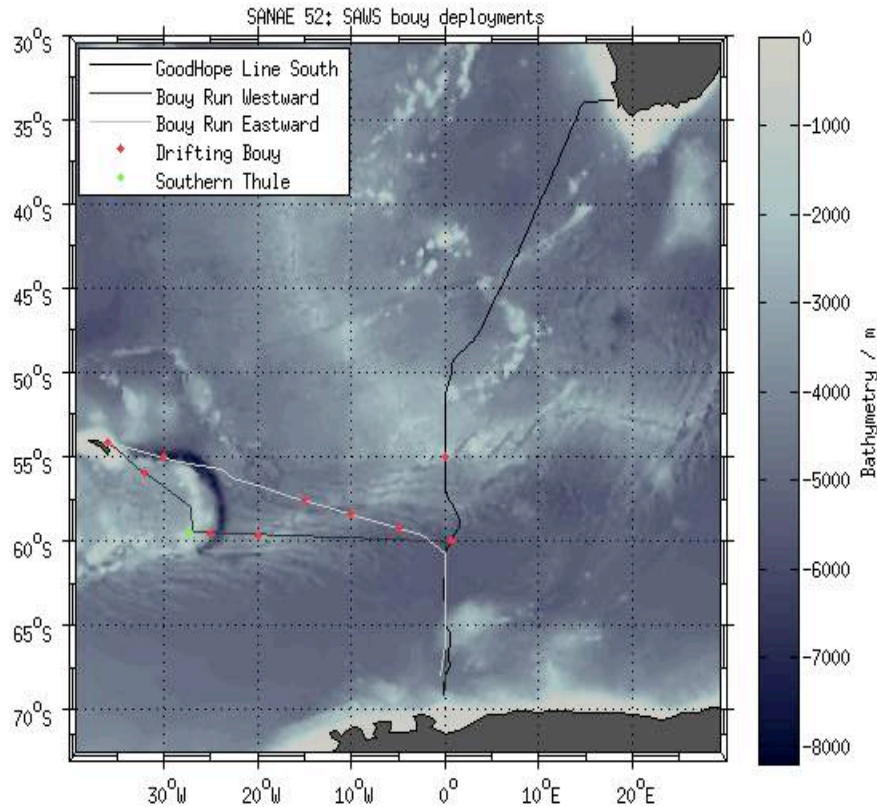 SANAE 52: SAWS bouy deployments
GoodHope Line South
Bouy Run Westward
Bouy Run Eastward
Drifting Bouy
Southern Thule
30°S
35°S
40°S
45°S
50°S
55°S
60°S
65°S
70°S
30°W
20°W
10°W
0°
10°E
20°E
0
-1000
-2000
-3000
-4000
-5000
-6000
-7000
-8000
Bathymetry / m